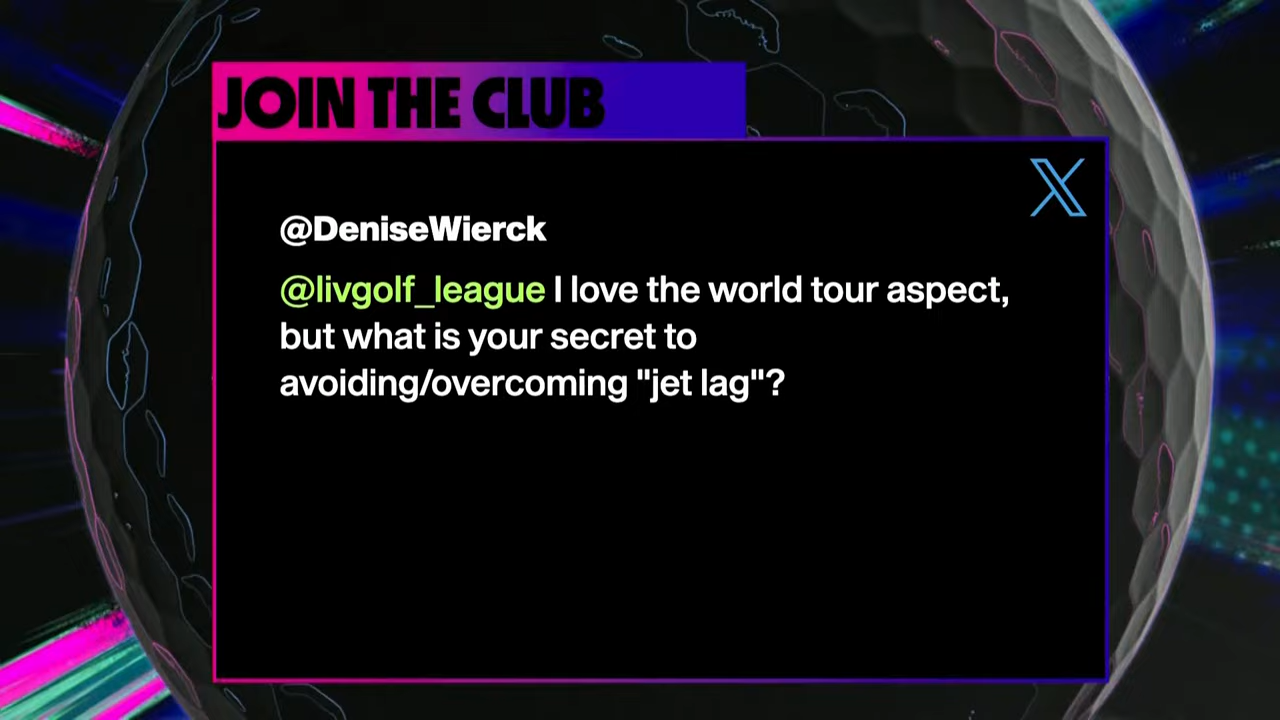 JOIN THE CLUB
@DeniseWierck
@livgolf_league I love the world tour aspect,
but what is your secret to
avoiding/overcoming "jet lag"?